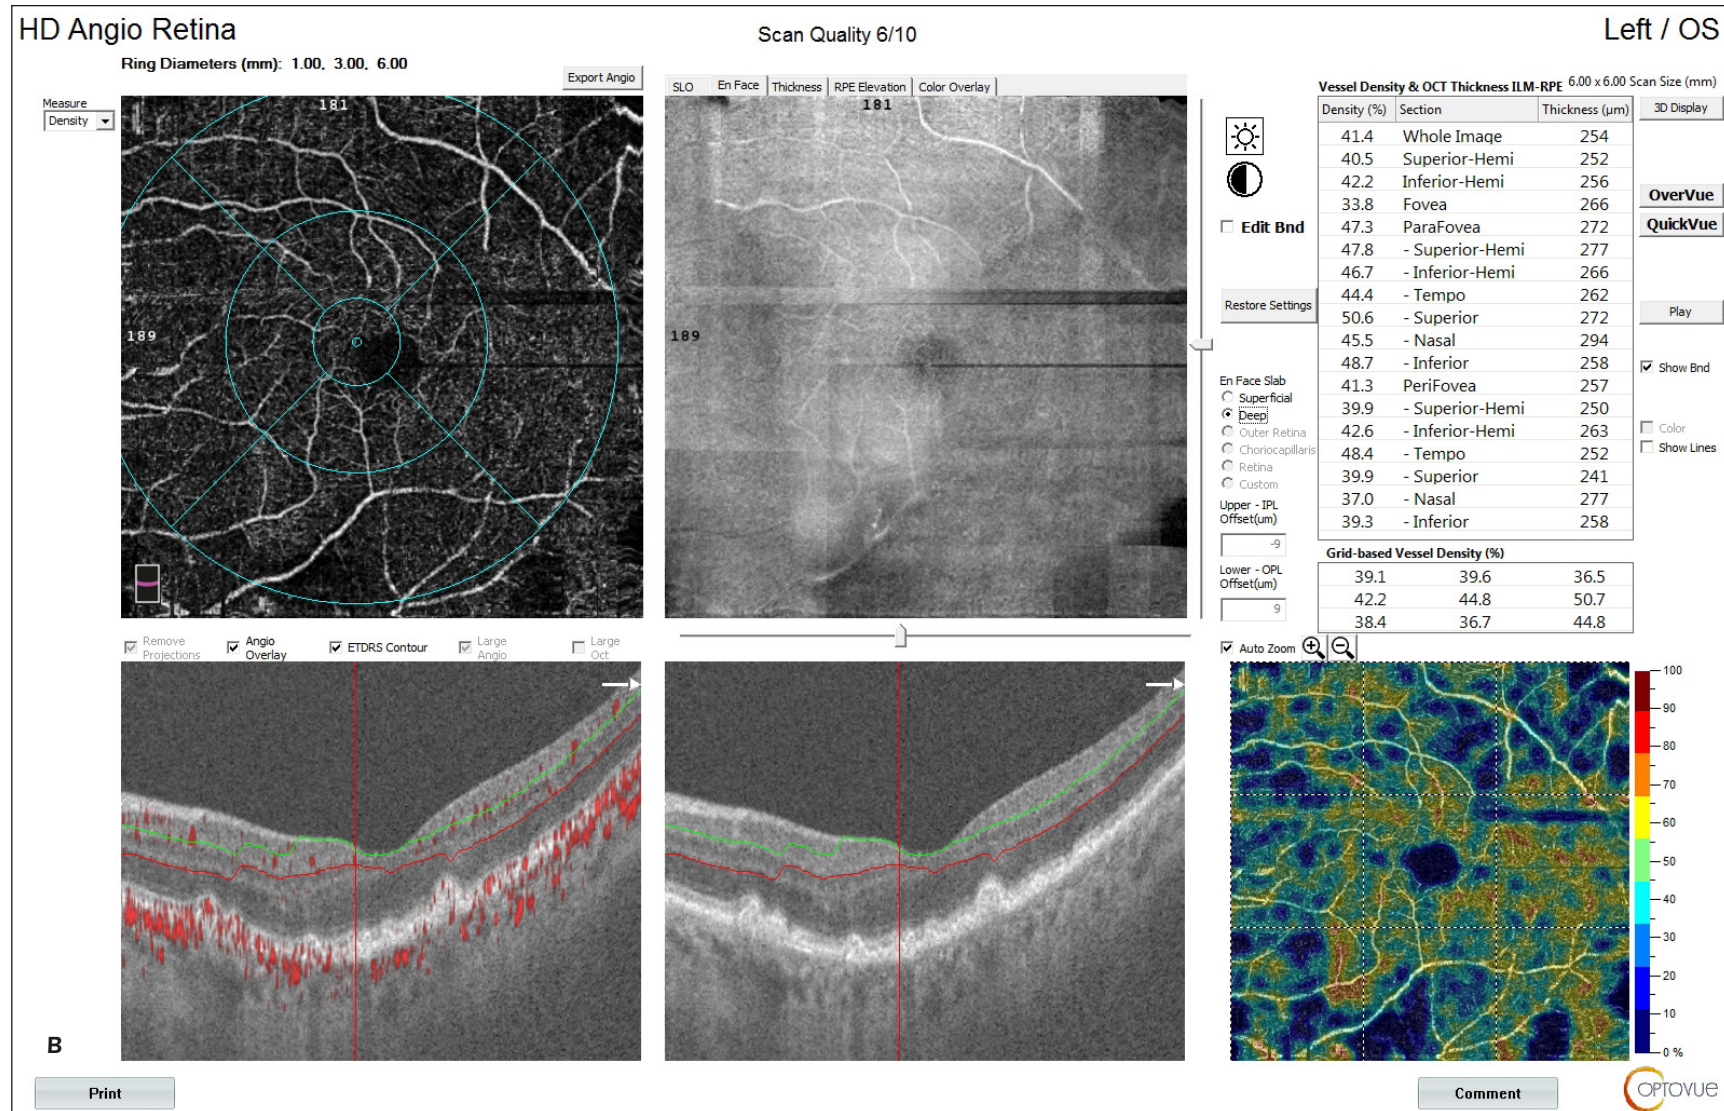 HD Angio Retina
Scan Quality 6/10
Left / OS
Ring Diameters (mm): 1.00, 3.00, 6.00
Export Angio
Measure
Density
181
189
SLO
En Face
Thickness
RPE Elevation
Color Overlay
181
189
Edit Bnd
Restore Settings
En Face Slab
Superficial
Deep
Outer Retina
Choriocapillaris
Retina
Custom
Upper - IPL
Offset(um)
-9
Lower - OPL
Offset(um)
9
Vessel Density & OCT Thickness ILM-RPE 6.00 x 6.00 Scan Size (mm)
Density (%) Section Thickness (µm)
41.4 Whole Image 254
40.5 Superior-Hemi 252
42.2 Inferior-Hemi 256
33.8 Fovea 266
47.3 ParaFovea 272
47.8 - Superior-Hemi 277
46.7 - Inferior-Hemi 266
44.4 - Tempo 262
50.6 - Superior 272
45.5 - Nasal 294
48.7 - Inferior 258
41.3 PeriFovea 257
39.9 - Superior-Hemi 250
42.6 - Inferior-Hemi 263
48.4 - Tempo 252
39.9 - Superior 241
37.0 - Nasal 277
39.3 - Inferior 258
3D Display
OverVue
QuickVue
Play
Show Bnd
Color
Show Lines
Grid-based Vessel Density (%)
39.1 39.6 36.5
42.2 44.8 50.7
38.4 36.7 44.8
Remove
Projections
Angio
Overlay
ETDRS Contour
Large
Angio
Large
Oct
Auto Zoom
100
90
80
70
60
50
40
30
20
10
0 %
B
Print
Comment
OPTOVUE